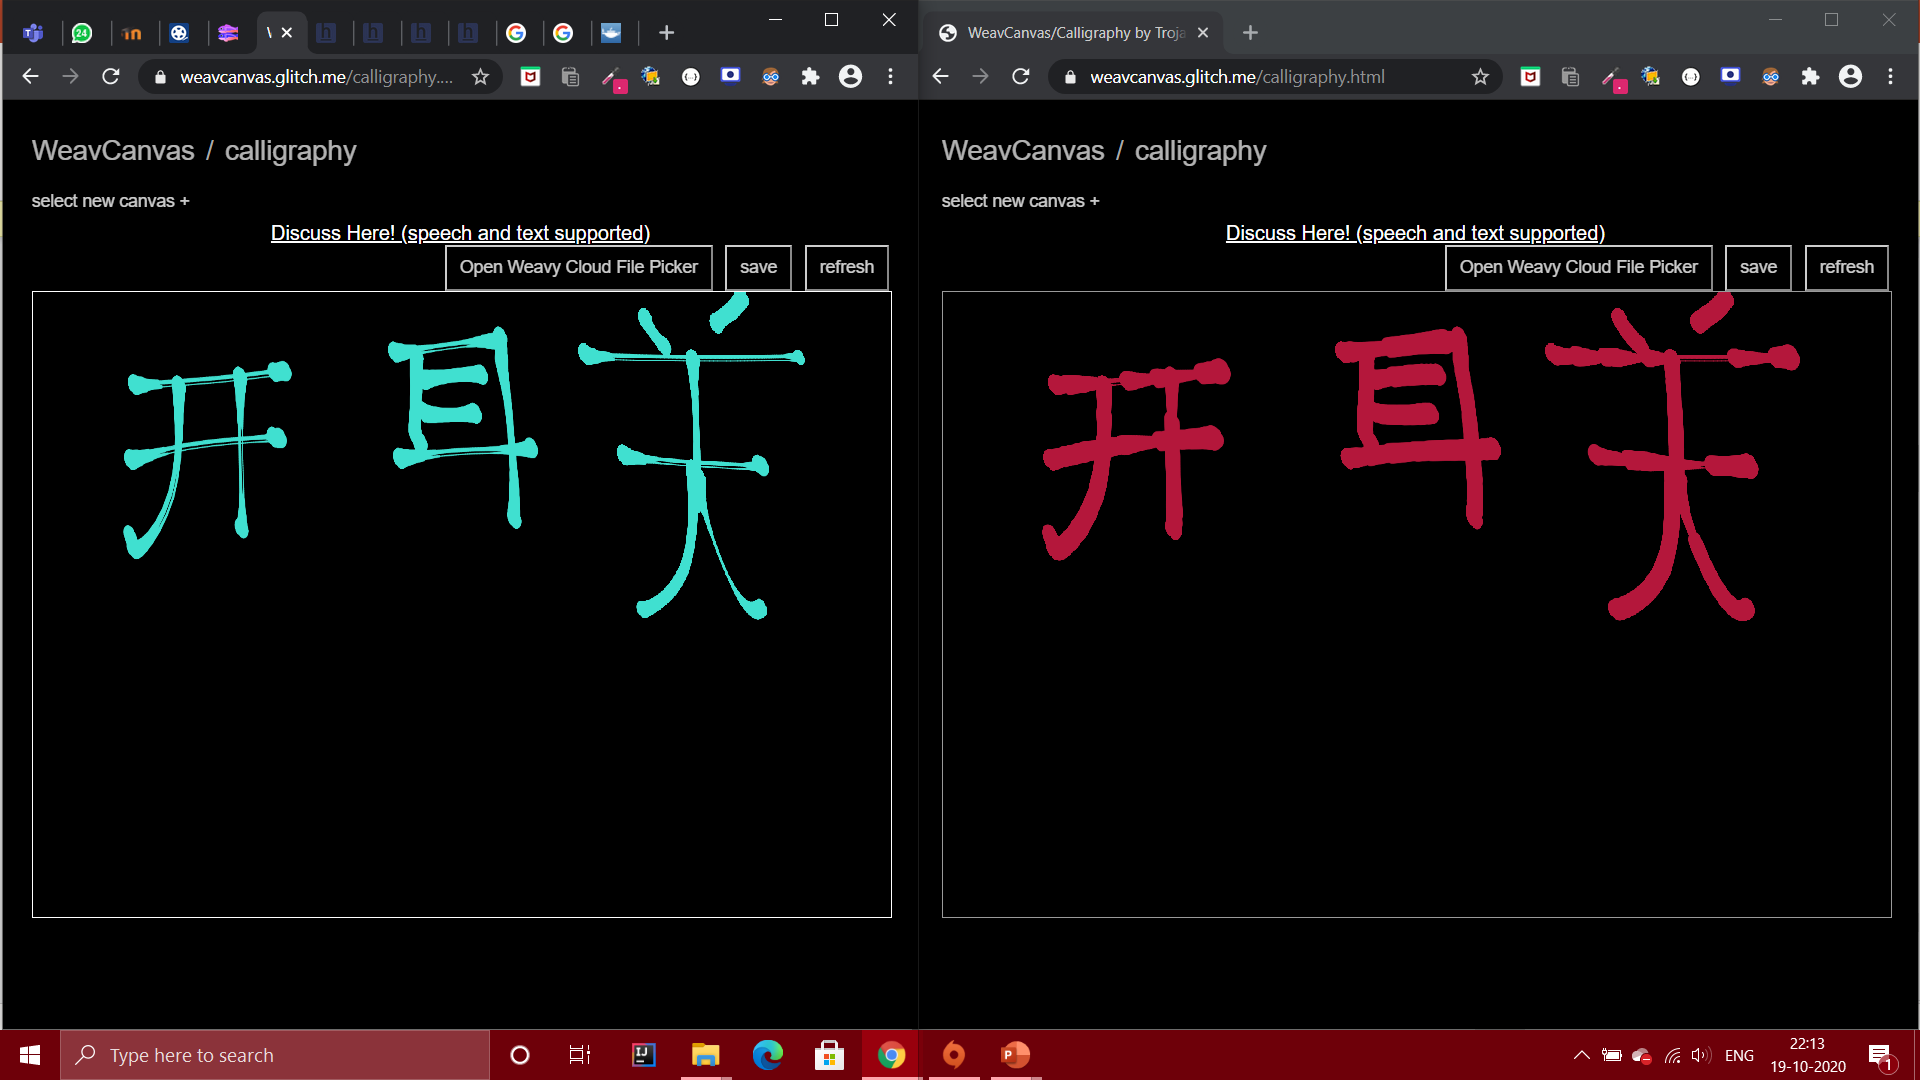 24
WeavCanvas/Calligraphy by Troja
weavcanvas.glitch.me/calligraphy....
weavcanvas.glitch.me/calligraphy.html
WeavCanvas / calligraphy
select new canvas +
Discuss Here! (speech and text supported)
Open Weavy Cloud File Picker save refresh
开 耳 关
WeavCanvas / calligraphy
select new canvas +
Discuss Here! (speech and text supported)
Open Weavy Cloud File Picker save refresh
开 耳 关
Type here to search
ENG
22:13
19-10-2020
1